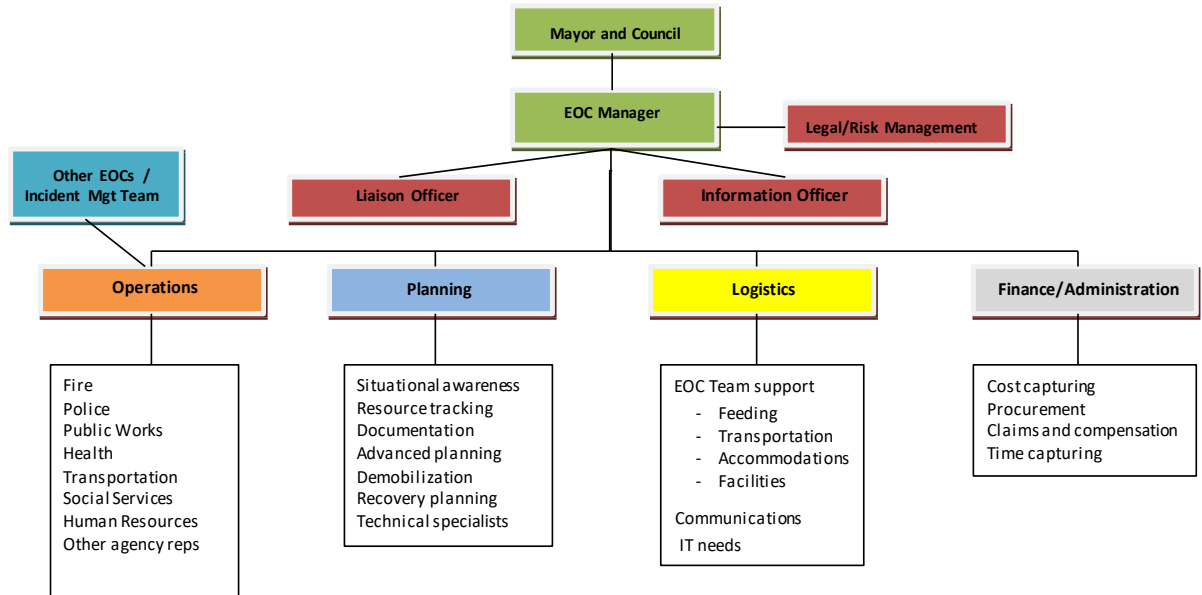 Mayor and Council
EOC Manager
Legal/Risk Management
Other EOCs /
Incident Mgt Team
Liaison Officer
Information Officer
Operations
Planning
Logistics
Finance/Administration
Fire
Police
Public Works
Health
Transportation
Social Services
Human Resources
Other agency reps
Situational awareness
Resource tracking
Documentation
Advanced planning
Demobilization
Recovery planning
Technical specialists
EOC Team support
- Feeding
- Transportation
- Accommodations
- Facilities
Communications
IT needs
Cost capturing
Procurement
Claims and compensation
Time capturing